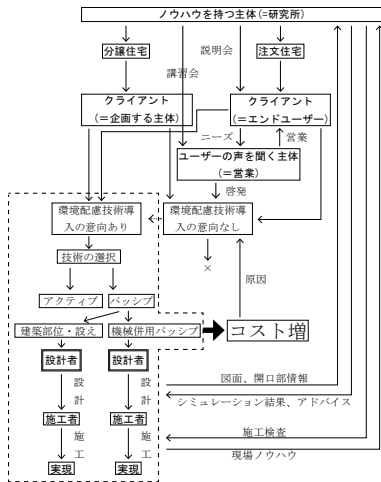 ノウハウを持つ主体(=研究所)
分譲住宅
説明会
注文住宅
講習会
クライアント
(=企画する主体)
クライアント
(=エンドユーザー)
ニーズ
営業
ユーザーの声を聞く主体
(=営業)
啓発
環境配慮技術導
入の意向あり
環境配慮技術導
入の意向なし
技術の選択
×
原因
アクティブ
パッシブ
建築部位・設え
機械併用パッシブ
コスト増
設計者
設計者
設計
設計
図面、開口部情報
シミュレーション結果、アドバイス
施工者
施工者
施工
施工
施工検査
現場ノウハウ
実現
実現